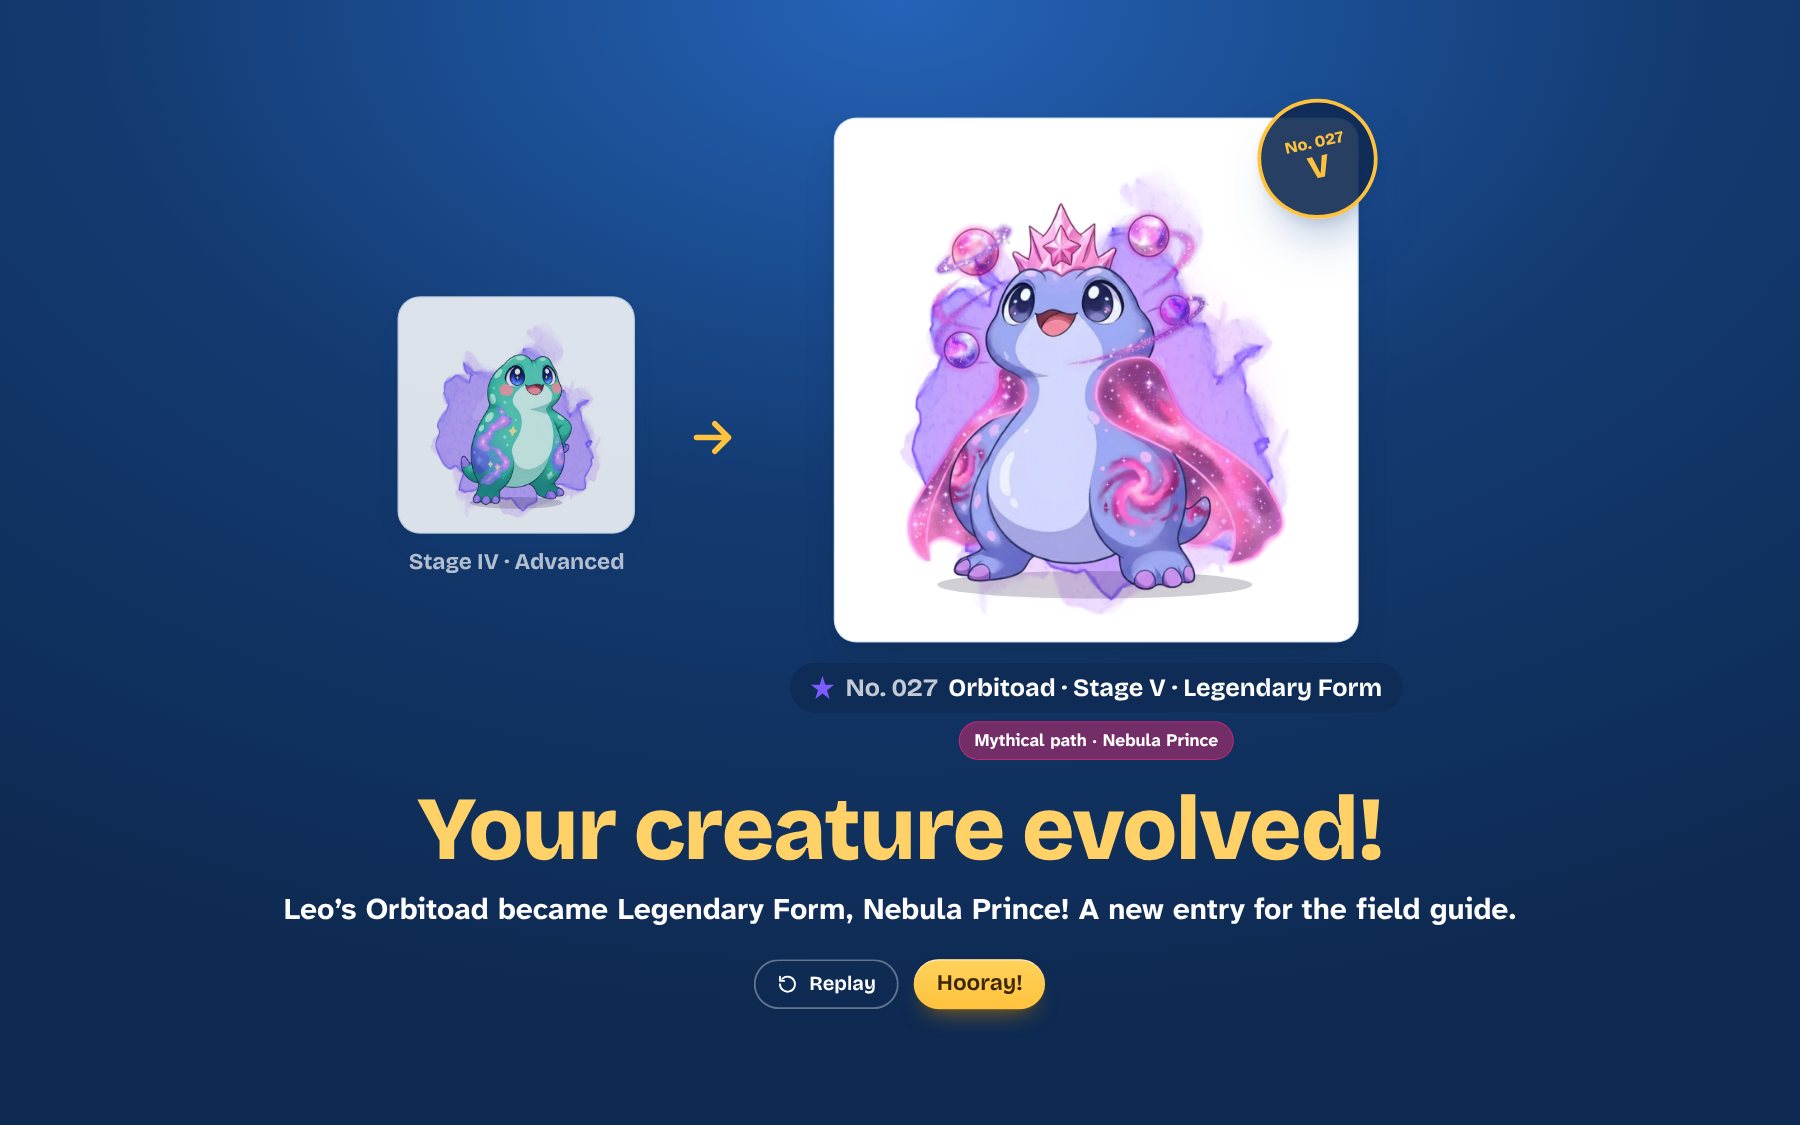 No. 027
V
Stage IV · Advanced
No. 027 Orbitoad · Stage V · Legendary Form
Mythical path · Nebula Prince
Your creature evolved!
Leo’s Orbitoad became Legendary Form, Nebula Prince! A new entry for the field guide.
Replay
Hooray!